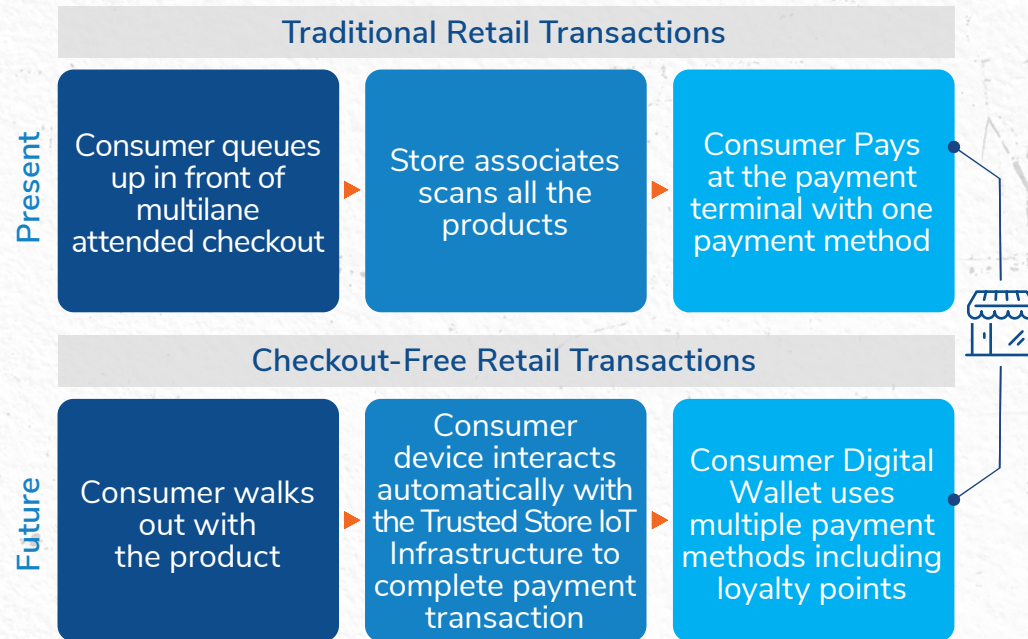 Traditional Retail Transactions
Present
Consumer queues
up in front of
multilane
attended checkout
Store associates
scans all the
products
Consumer Pays
at the payment
terminal with one
payment method
Checkout-Free Retail Transactions
Future
Consumer walks
out with
the product
Consumer
device interacts
automatically with
the Trusted Store IoT
Infrastructure to
complete payment
transaction
Consumer Digital
Wallet uses
multiple payment
methods including
loyalty points